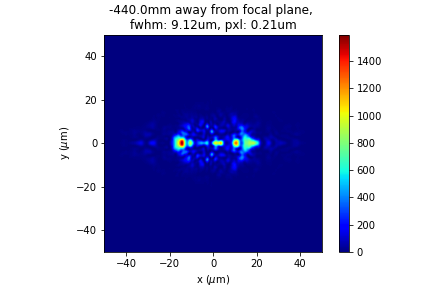 -440.0mm away from focal plane,
fwhm: 9.12um, pxl: 0.21um
40
20
0
−20
−40
y (μm)
−40 −20 0 20 40
x (μm)
1400
1200
1000
800
600
400
200
0